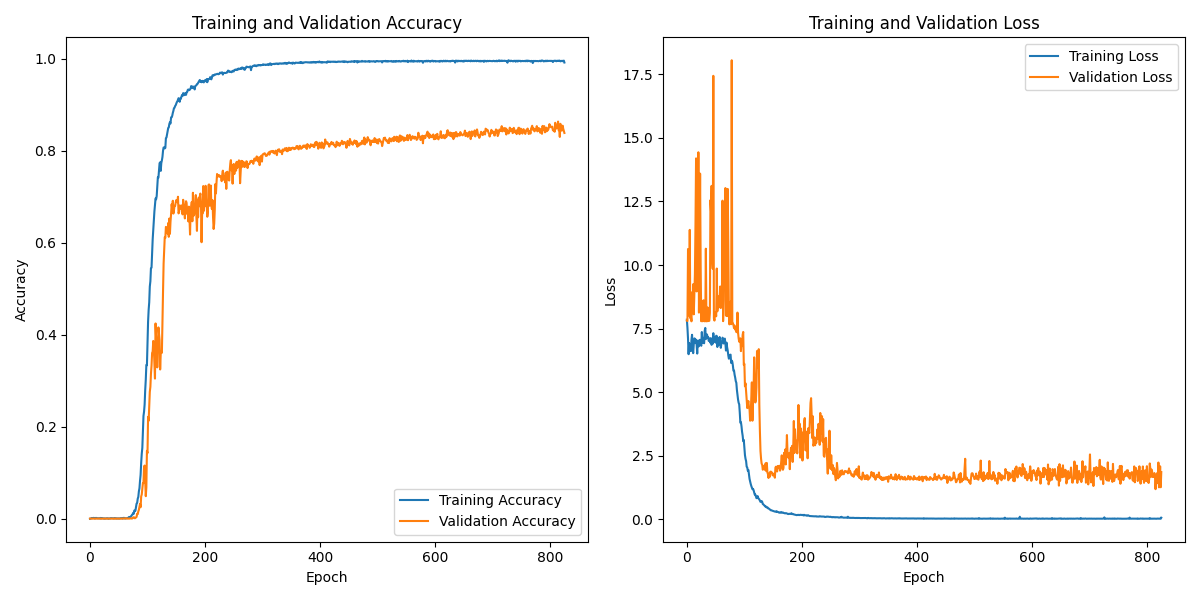 Training and Validation Accuracy
1.0
0.8
0.6
0.4
0.2
0.0
Accuracy
0
200
400
600
800
Epoch
Training Accuracy
Validation Accuracy
Training and Validation Loss
17.5
15.0
12.5
10.0
7.5
5.0
2.5
0.0
Loss
0
200
400
600
800
Epoch
Training Loss
Validation Loss